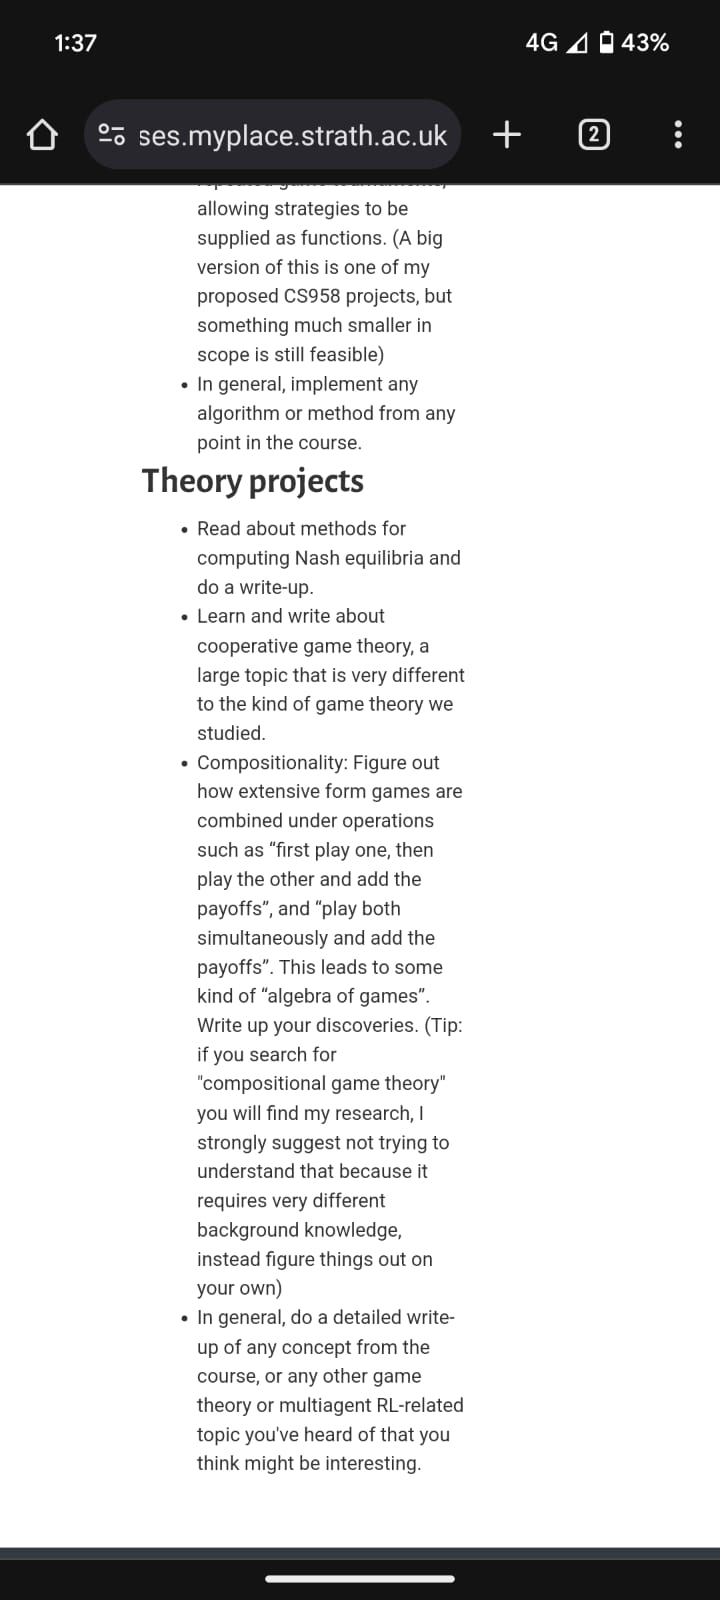 1:37
4G 43%
ses.myplace.strath.ac.uk
2
allowing strategies to be
supplied as functions. (A big
version of this is one of my
proposed CS958 projects, but
something much smaller in
scope is still feasible)
• In general, implement any
algorithm or method from any
point in the course.
Theory projects
• Read about methods for
computing Nash equilibria and
do a write-up.
• Learn and write about
cooperative game theory, a
large topic that is very different
to the kind of game theory we
studied.
• Compositionality: Figure out
how extensive form games are
combined under operations
such as “first play one, then
play the other and add the
payoffs”, and “play both
simultaneously and add the
payoffs”. This leads to some
kind of “algebra of games”.
Write up your discoveries. (Tip:
if you search for
"compositional game theory"
you will find my research, I
strongly suggest not trying to
understand that because it
requires very different
background knowledge,
instead figure things out on
your own)
• In general, do a detailed write-
up of any concept from the
course, or any other game
theory or multiagent RL-related
topic you've heard of that you
think might be interesting.